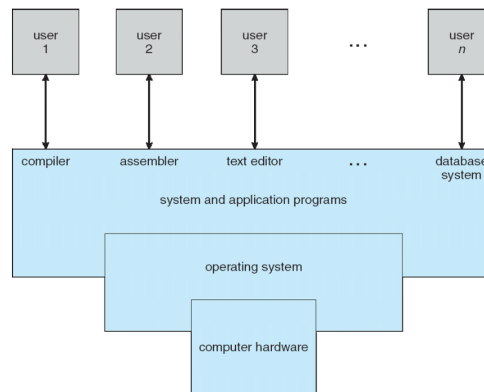 user
1
user
2
user
3
...
user
n
compiler
assembler
text editor
...
database
system
system and application programs
operating system
computer hardware